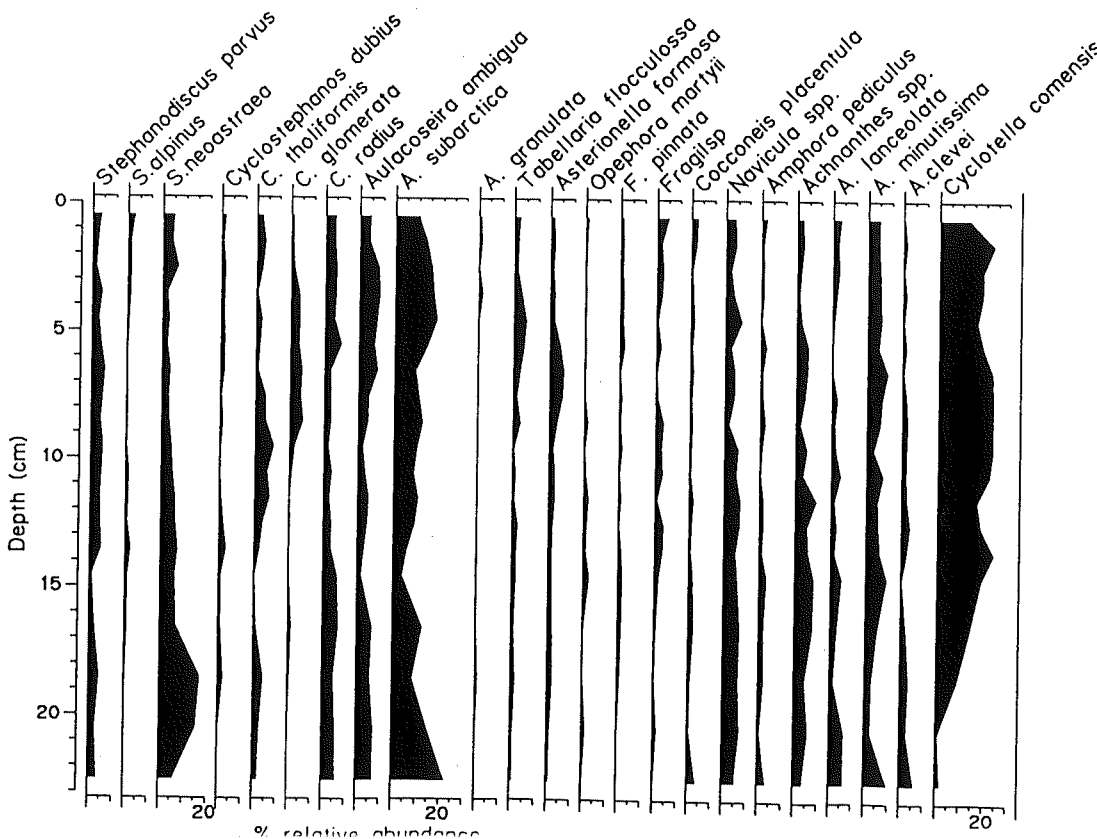 Stephanodiscus parvus
S. alpinus
S. neoastraea
Cyclostephanos dubius
C. tholiformis
C. glomerata
C. radius
Aulacoseira ambigua
A. subarctica
A. granulata
Tabellaria flocculossa
Asterionella formosa
Opephora martyii
F. pinnata
Fragilsp
Cocconeis placentula
Navicula spp.
Amphora pediculus
Achnanthes spp.
A. lanceolata
A. minutissima
A. clevei
Cyclotella comensis
0
5
10
15
20
Depth (cm)
20
20
20
% relative abundance